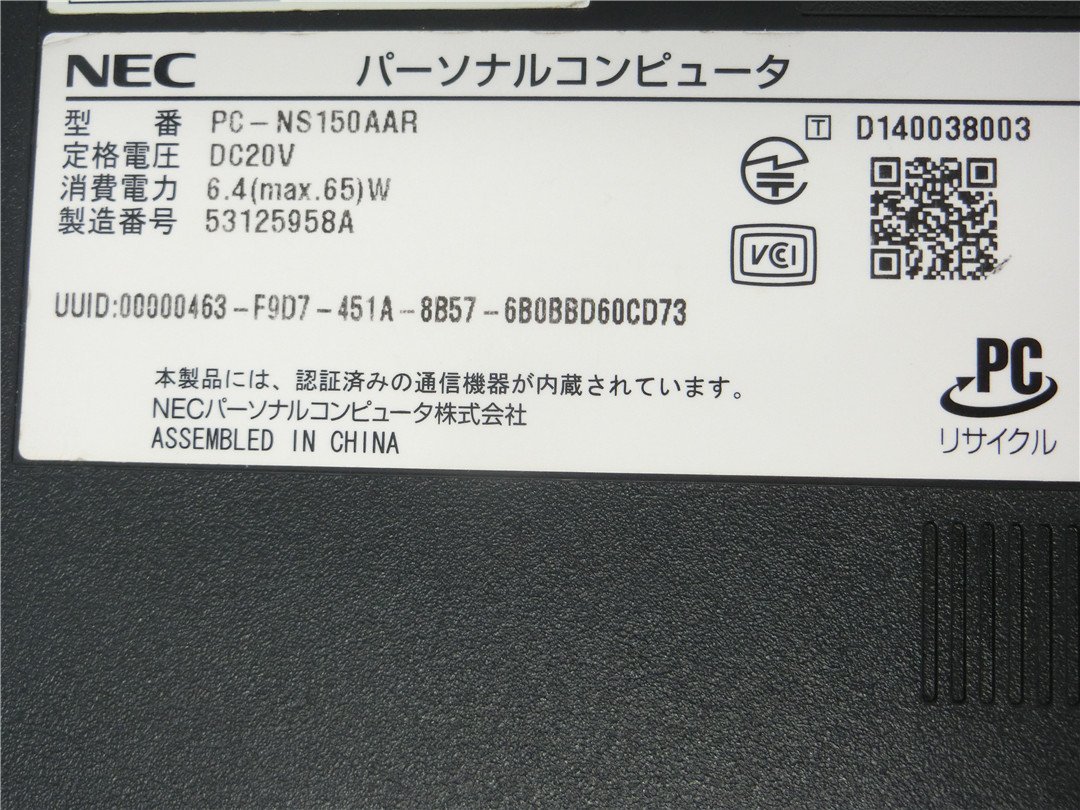 NEC パーソナルコンピュータ
型 番 PC-NS150AAR
T D140038003
定格電圧 DC20V
消費電力 6.4(max.65)W
製造番号 53125958A
VCCI
UUID:00000463-F9D7-451A-8B57-6B0BBD60CD73
本製品には、認証済みの通信機器が内蔵されています。
NECパーソナルコンピュータ株式会社
ASSEMBLED IN CHINA
PC
リサイクル